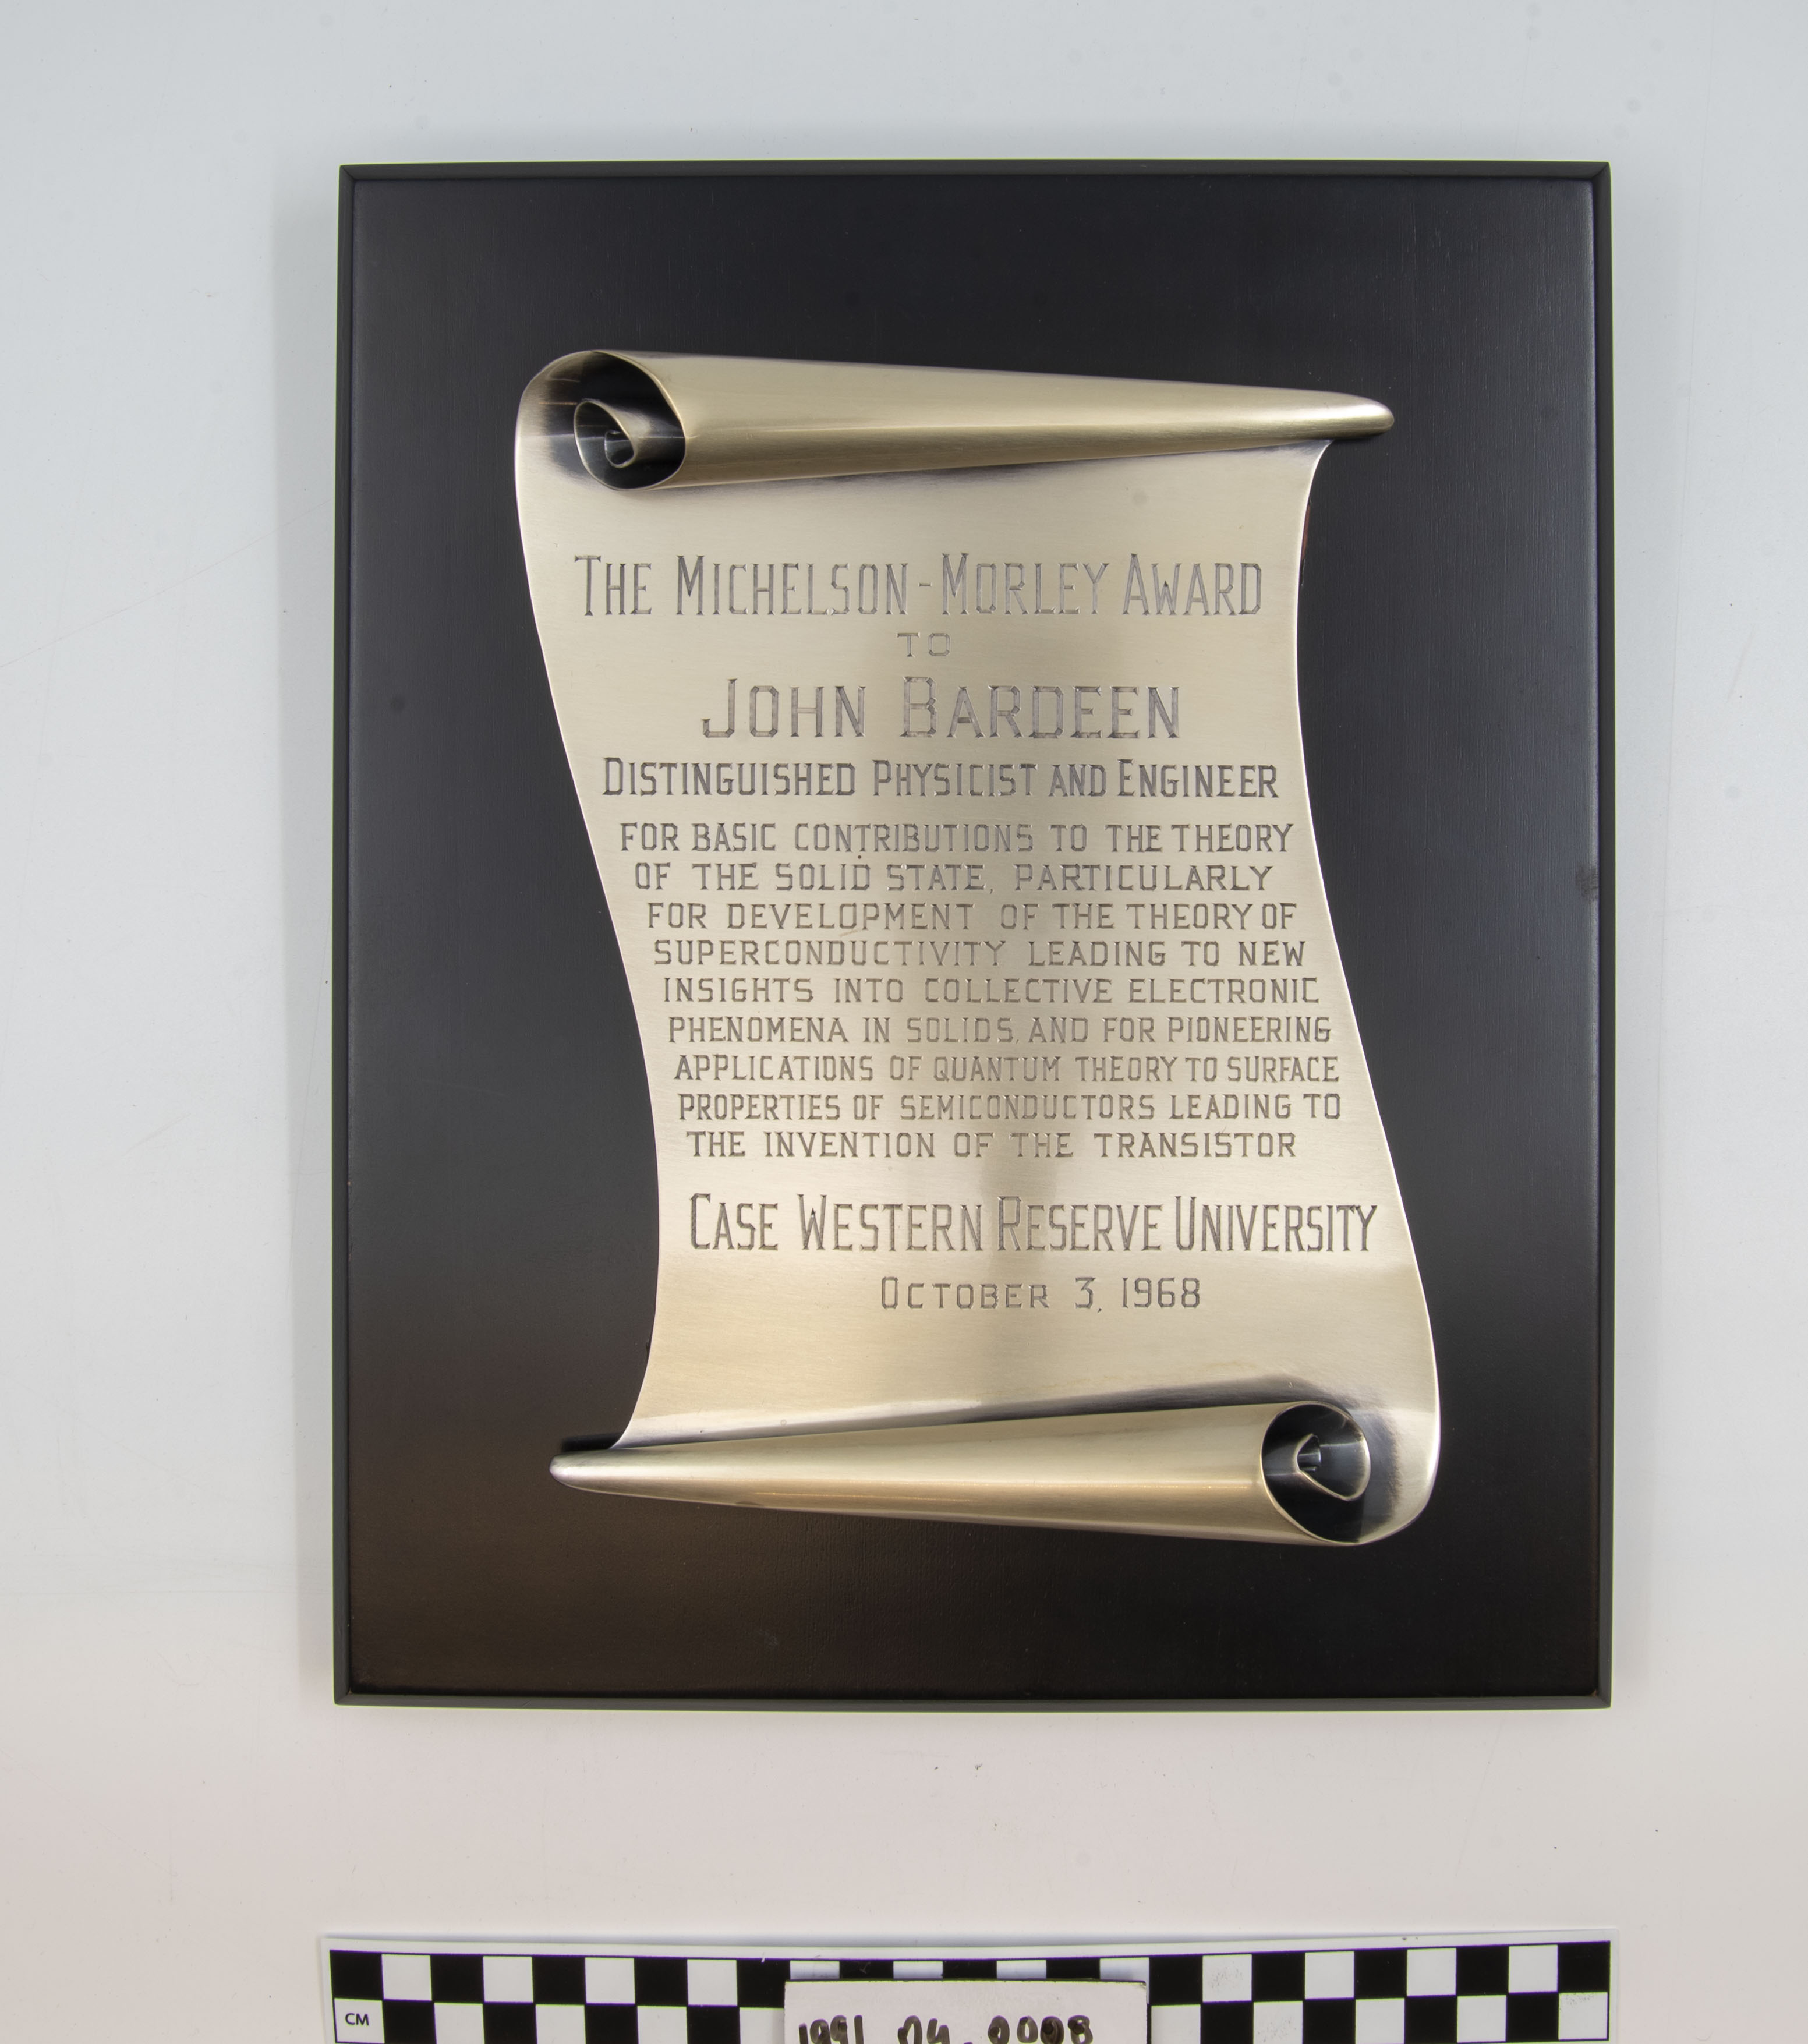 THE MICHELSON-MORLEY AWARD
TO
JOHN BARDEEN
DISTINGUISHED PHYSICIST AND ENGINEER
FOR BASIC CONTRIBUTIONS TO THE THEORY
OF THE SOLID STATE, PARTICULARLY
FOR DEVELOPMENT OF THE THEORY OF
SUPERCONDUCTIVITY LEADING TO NEW
INSIGHTS INTO COLLECTIVE ELECTRONIC
PHENOMENA IN SOLIDS, AND FOR PIONEERING
APPLICATIONS OF QUANTUM THEORY TO SURFACE
PROPERTIES OF SEMICONDUCTORS LEADING TO
THE INVENTION OF THE TRANSISTOR
CASE WESTERN RESERVE UNIVERSITY
OCTOBER 3, 1968
CM
1991.04.0098